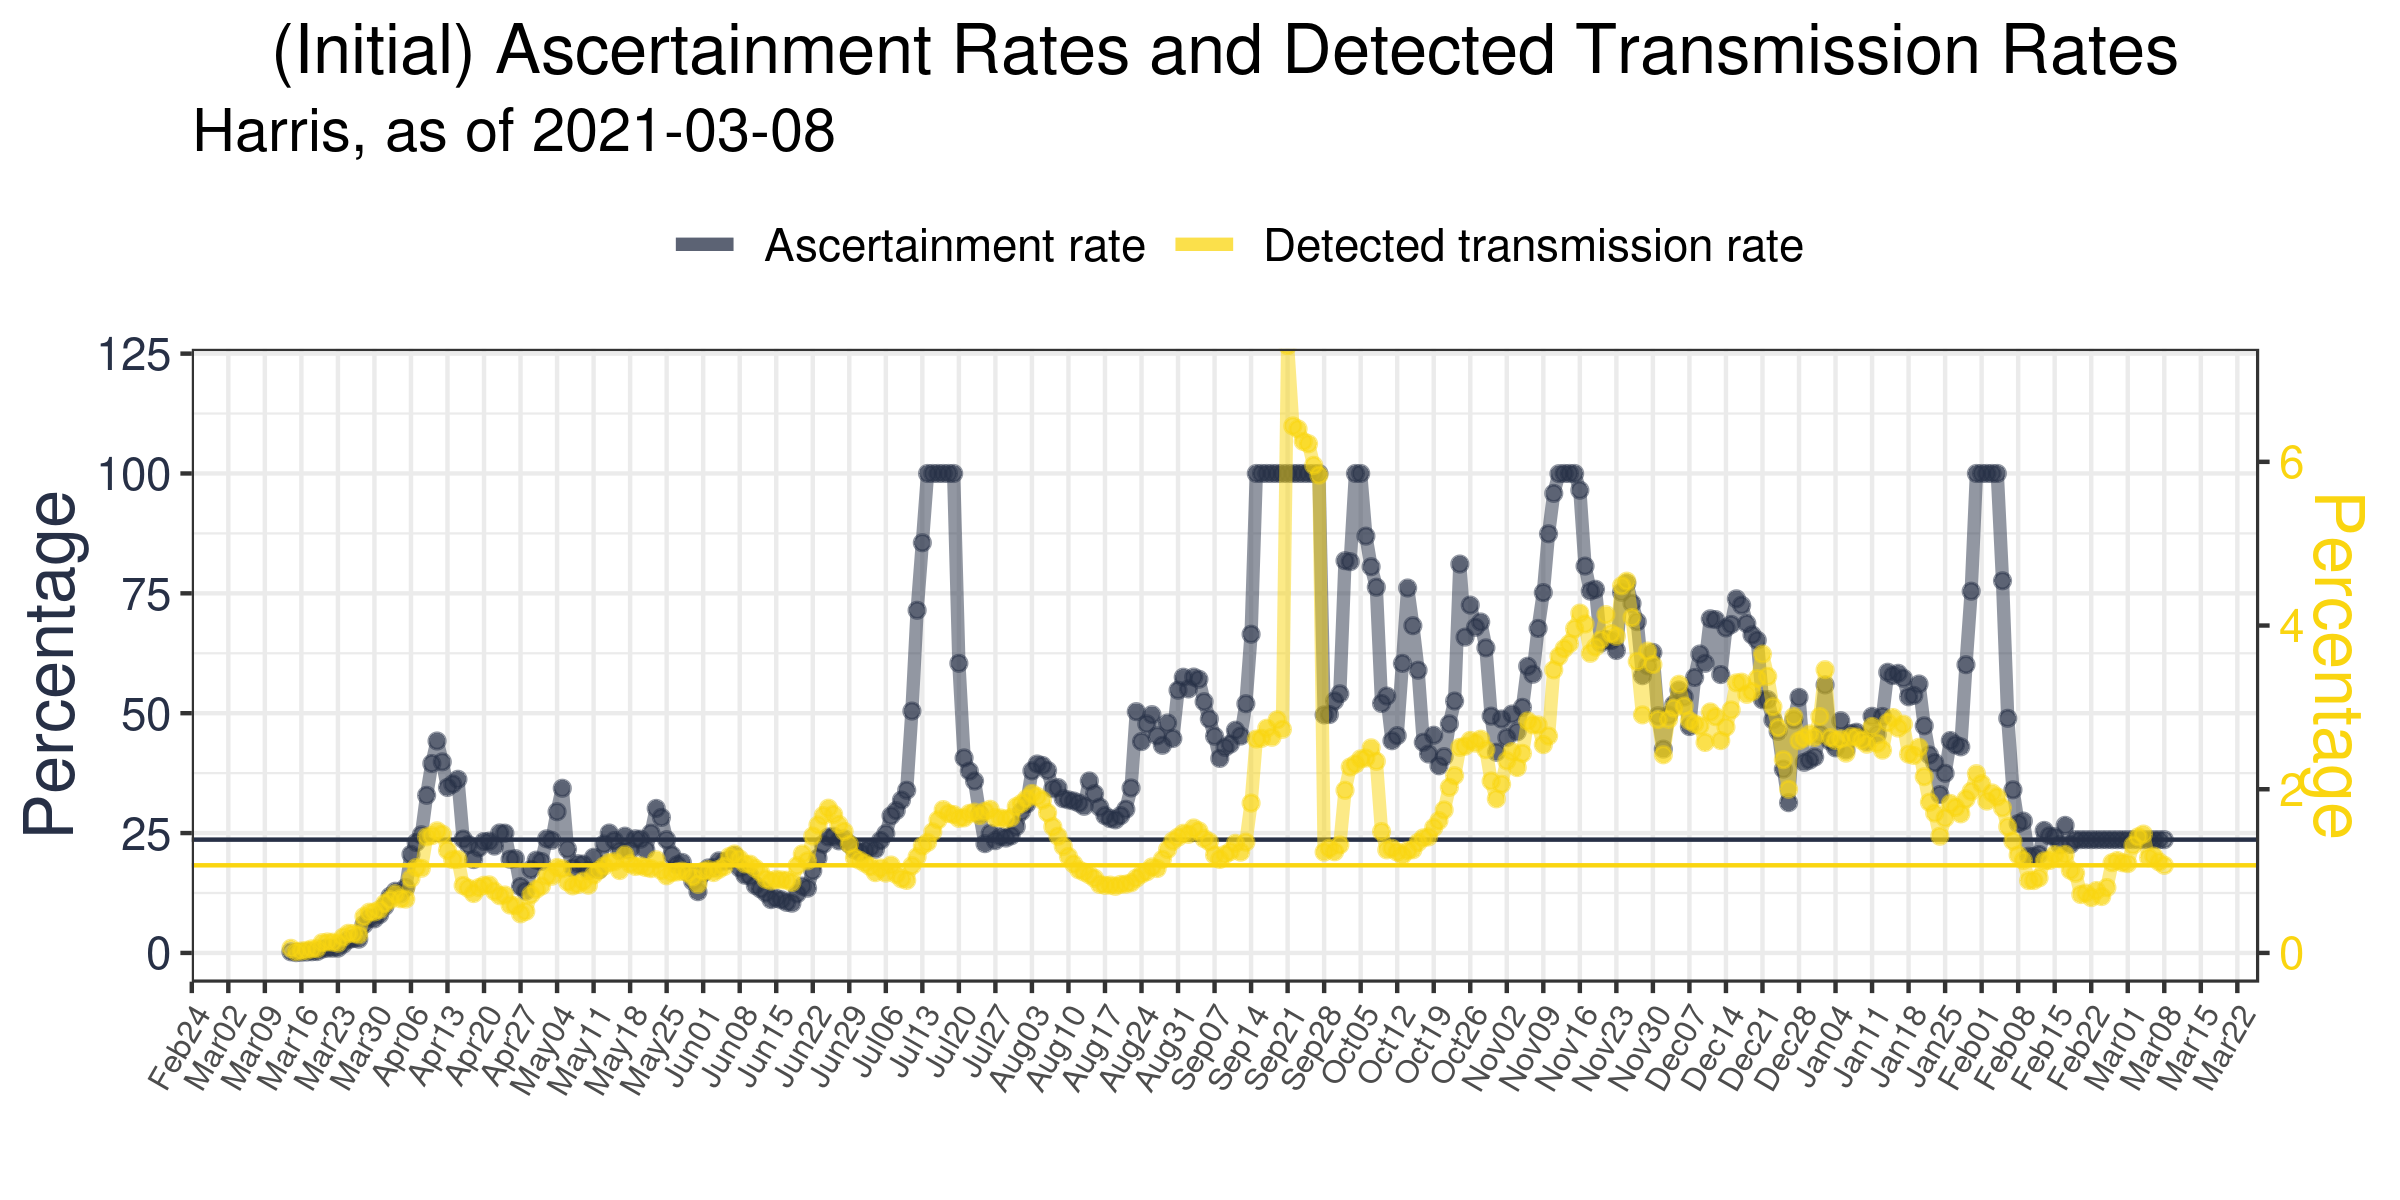 (Initial) Ascertainment Rates and Detected Transmission Rates
Harris, as of 2021-03-08
Ascertainment rate
Detected transmission rate
Percentage
125
100
75
50
25
0
6
4
2
0
Percentage
Feb24
Mar02
Mar09
Mar16
Mar23
Mar30
Apr06
Apr13
Apr20
Apr27
May04
May11
May18
May25
Jun01
Jun08
Jun15
Jun22
Jun29
Jul06
Jul13
Jul20
Jul27
Aug03
Aug10
Aug17
Aug24
Aug31
Sep07
Sep14
Sep21
Sep28
Oct05
Oct12
Oct19
Oct26
Nov02
Nov09
Nov16
Nov23
Nov30
Dec07
Dec14
Dec21
Dec28
Jan04
Jan11
Jan18
Jan25
Feb01
Feb08
Feb15
Feb22
Mar01
Mar08
Mar15
Mar22